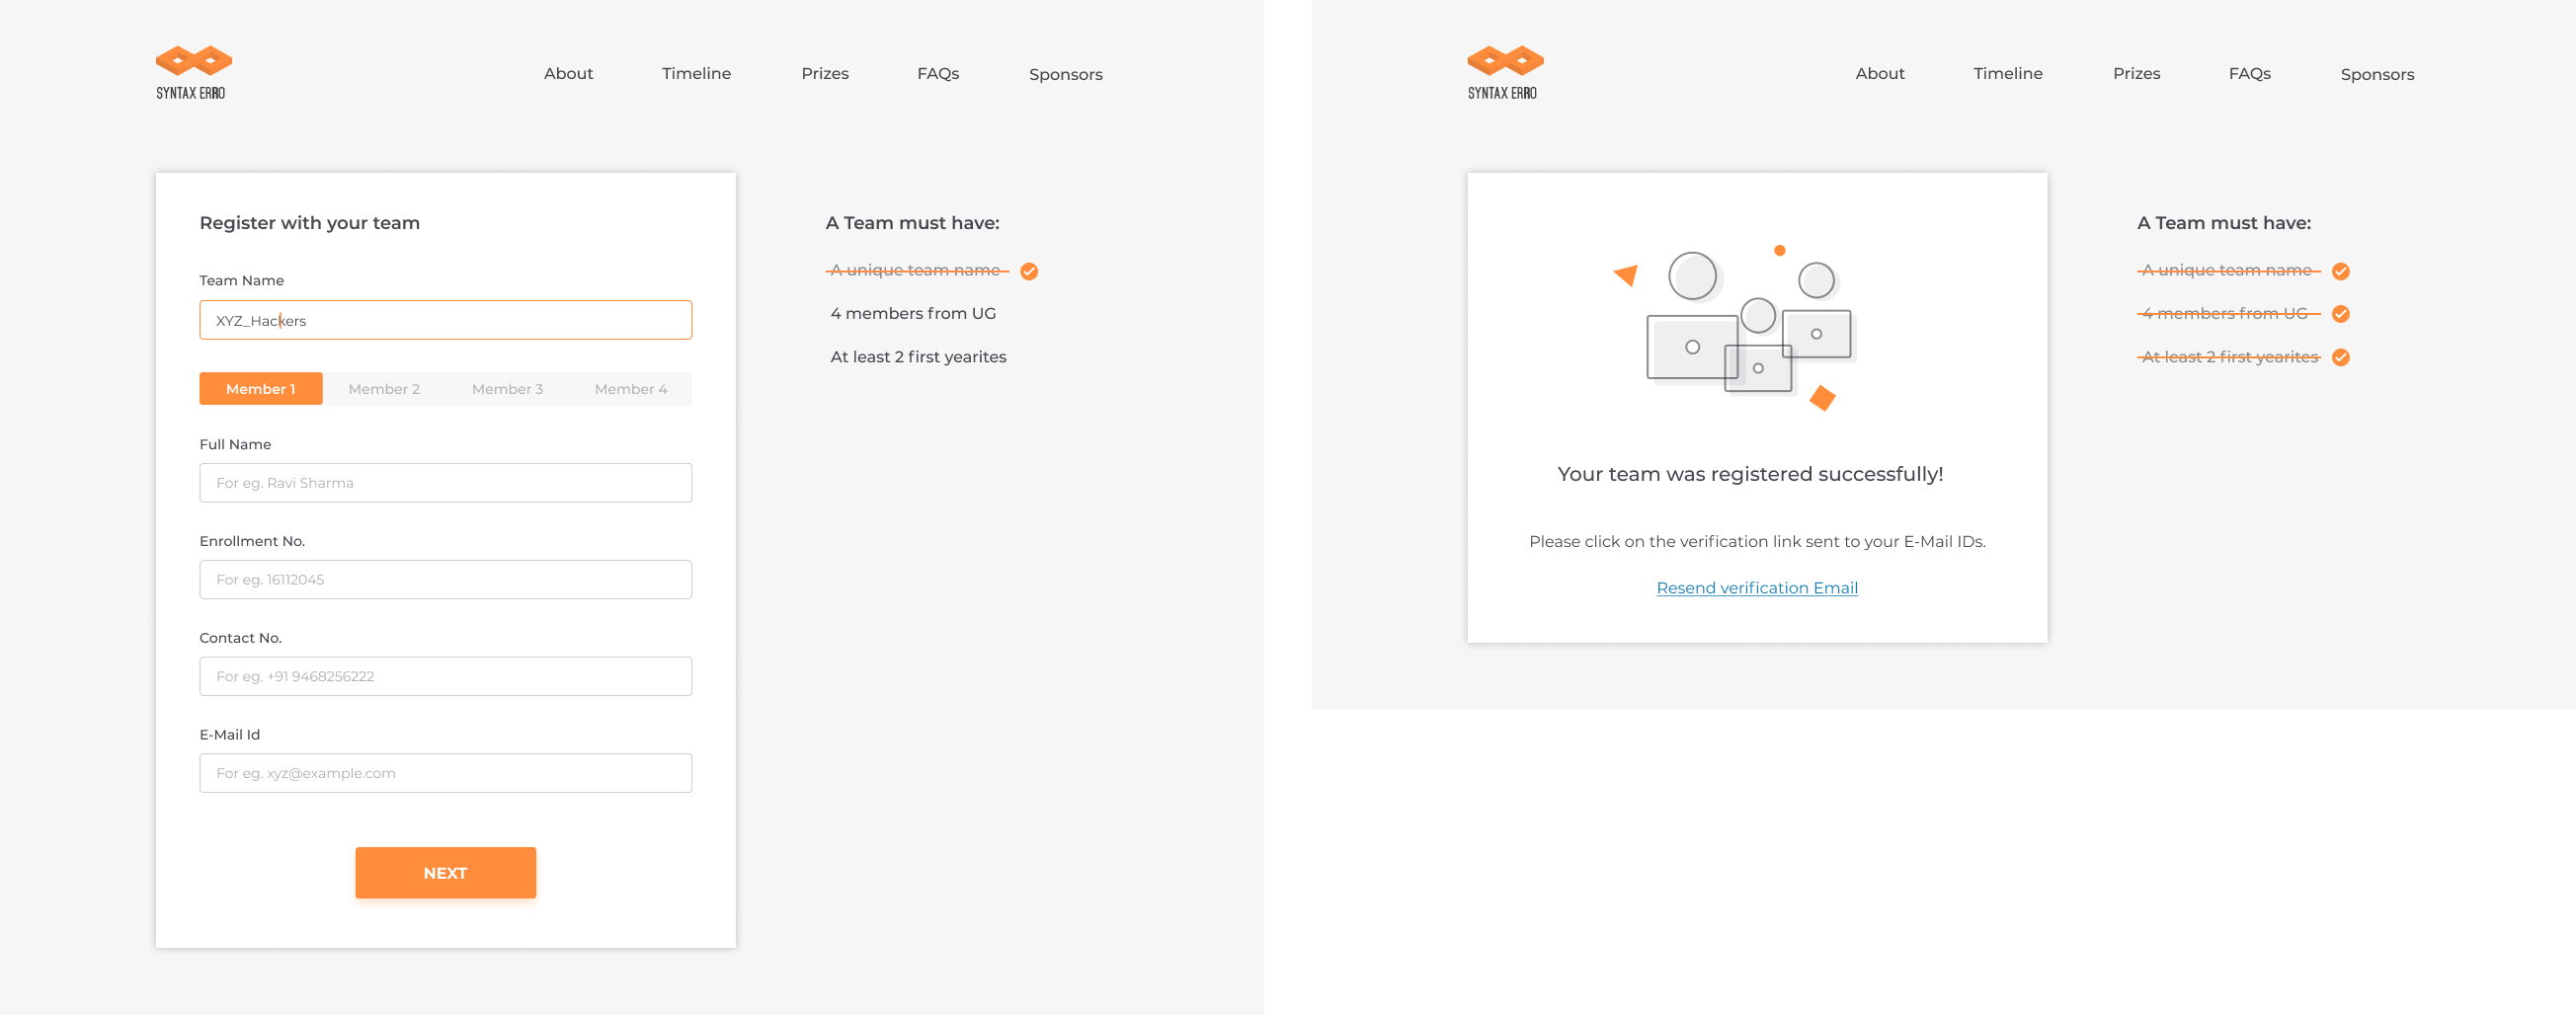 SYNTAX ERRO
About Timeline Prizes FAQs Sponsors
Register with your team
Team Name
XYZ_Hackers
Member 1 Member 2 Member 3 Member 4
Full Name
For eg. Ravi Sharma
Enrollment No.
For eg. 16112045
Contact No.
For eg. +91 9468256222
E-Mail Id
For eg. xyz@example.com
NEXT
A Team must have:
A unique team name
4 members from UG
At least 2 first yearites
SYNTAX ERRO
About Timeline Prizes FAQs Sponsors
Your team was registered successfully!
Please click on the verification link sent to your E-Mail IDs.
Resend verification Email
A Team must have:
A unique team name
4 members from UG
At least 2 first yearites